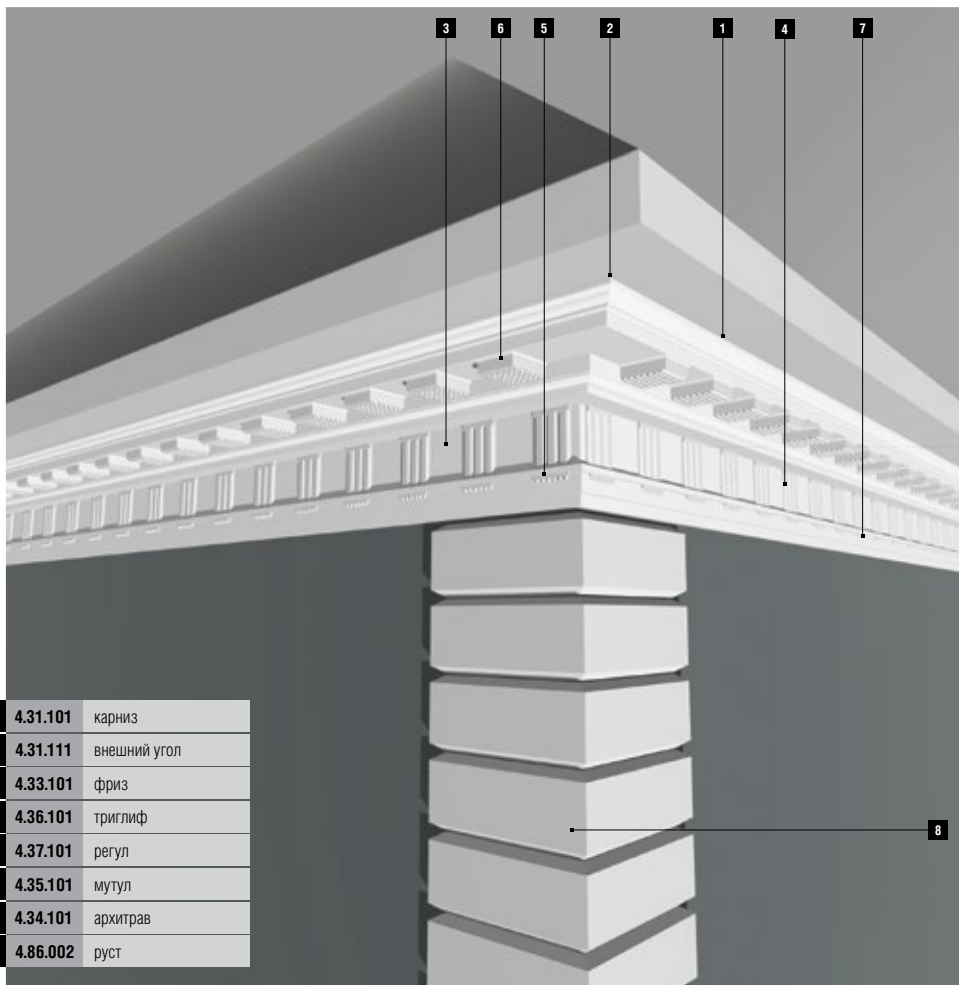 3 6 5 2 1 4 7
8
4.31.101 карниз
4.31.111 внешний угол
4.33.101 фриз
4.36.101 триглиф
4.37.101 регул
4.35.101 мутул
4.34.101 архитрав
4.86.002 руст